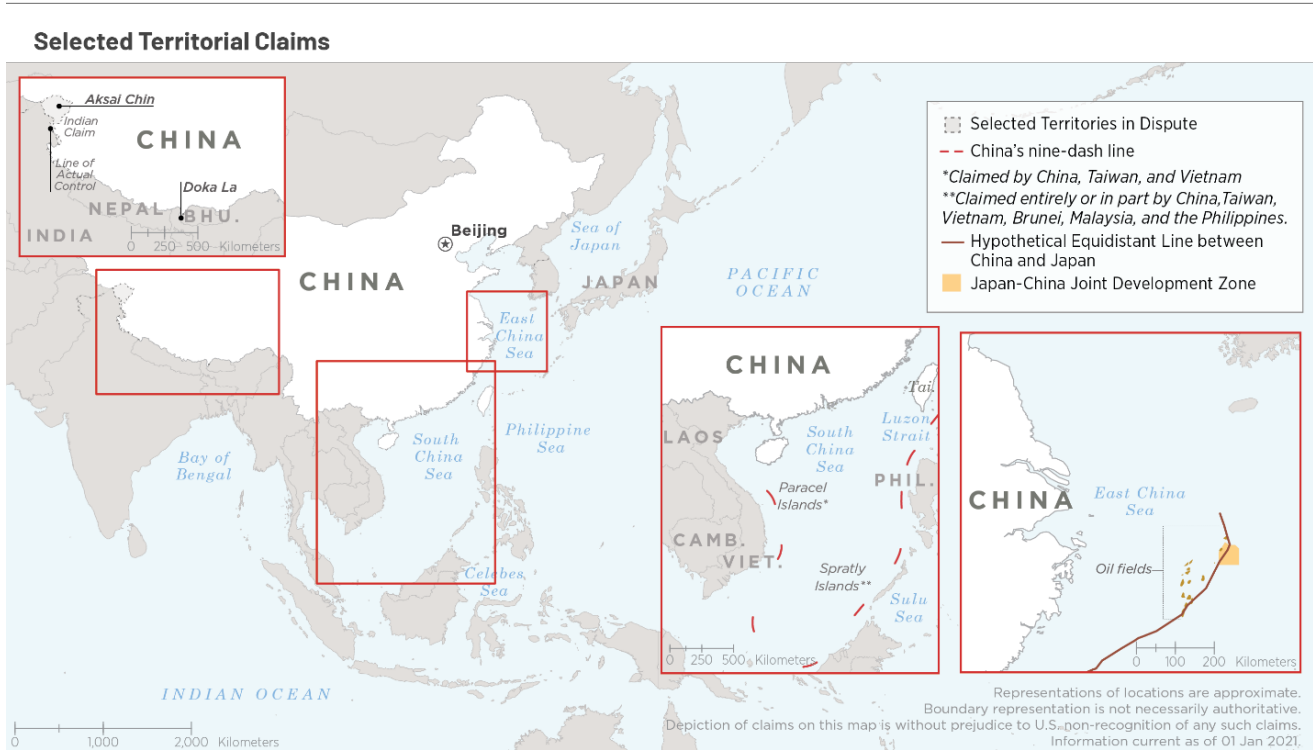 Selected Territorial Claims
Aksai Chin
Indian
Claim
CHINA
Line of
Actual
Control
Doka La
NEPAL
BHU.
INDIA
0 250 500 Kilometers
Beijing
CHINA
Sea of
Japan
JAPAN
PACIFIC
OCEAN
East
China
Sea
South
China
Sea
Philippine
Sea
Bay of
Bengal
Celebes
Sea
INDIAN OCEAN
0 1,000 2,000 Kilometers
Selected Territories in Dispute
China's nine-dash line
*Claimed by China, Taiwan, and Vietnam
**Claimed entirely or in part by China,Taiwan,
Vietnam, Brunei, Malaysia, and the Philippines.
Hypothetical Equidistant Line between
China and Japan
Japan-China Joint Development Zone
CHINA
Tai.
LAOS
South
China
Sea
Luzon
Strait
PHIL.
Paracel
Islands*
CAMB.
VIET.
Spratly
Islands**
Sulu
Sea
0 250 500 Kilometers
CHINA
East China
Sea
Oil fields
0 100 200 Kilometers
Representations of locations are approximate.
Boundary representation is not necessarily authoritative.
Depiction of claims on this map is without prejudice to U.S. non-recognition of any such claims.
Information current as of 01 Jan 2021.